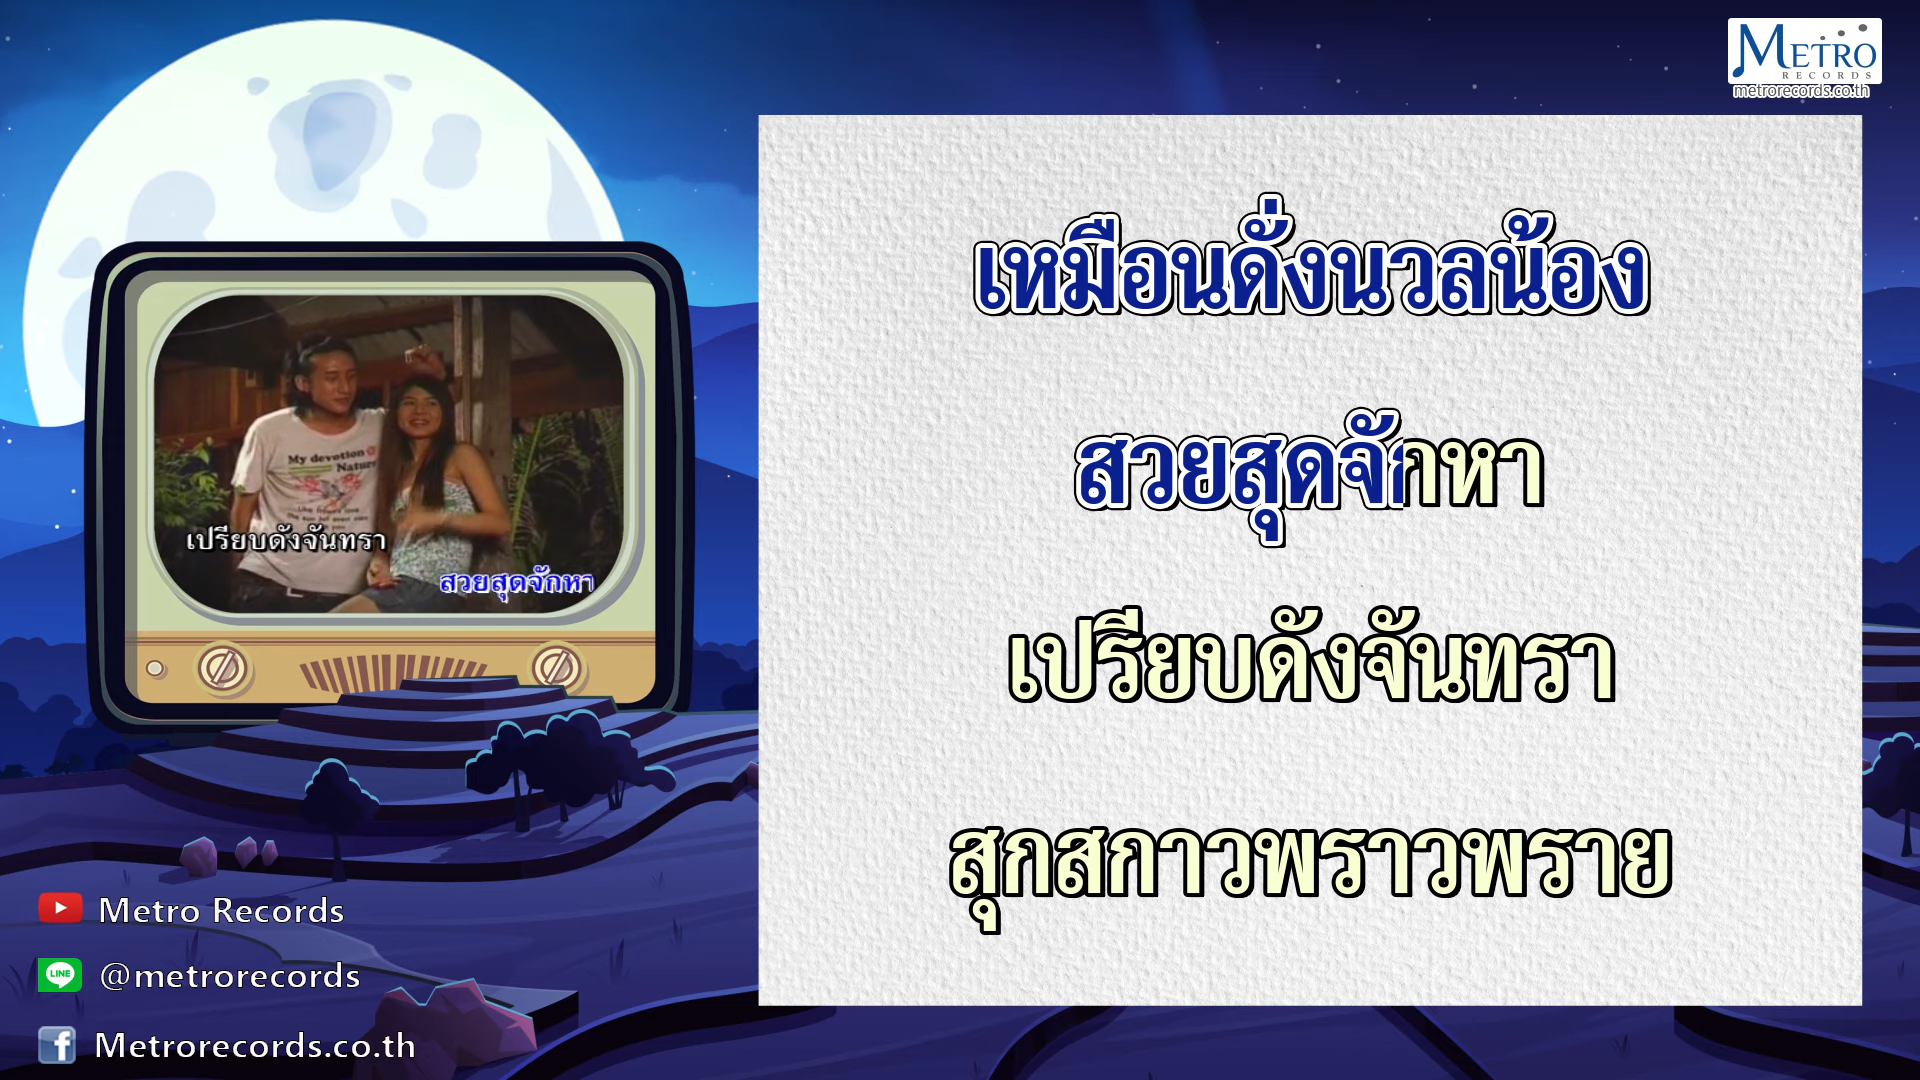 METRO
RECORDS
metrorecords.co.th
เหมือนดั่งนวลน้อง
สวยสุดจักหา
เปรียบดังจันทรา
สุกสกาวพราวพราย
My devotion
Nature
เปรียบดังจันทรา
สวยสุดจักหา
Metro Records
LINE
@metrorecords
f
Metrorecords.co.th